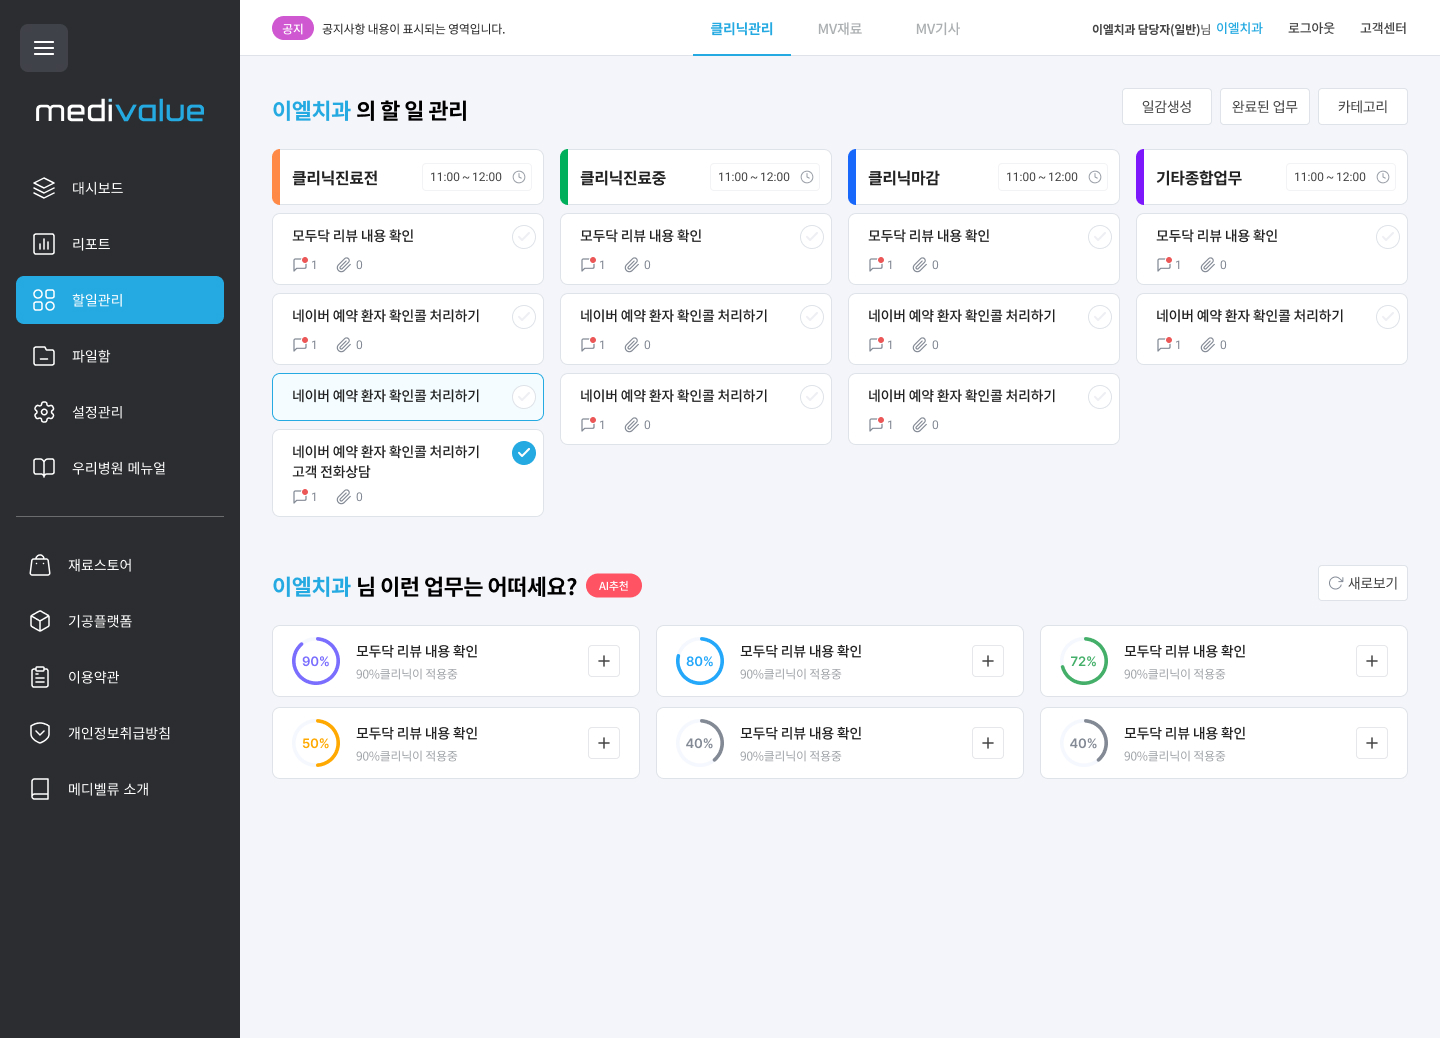 공지 공지사항 내용이 표시되는 영역입니다.
클리닉관리 MV재료 MV기사
이엘치과 담당자(일반)님 이엘치과 로그아웃 고객센터
medivalue
대시보드
리포트
할일관리
파일함
설정관리
우리병원 메뉴얼
재료스토어
기공플랫폼
이용약관
개인정보취급방침
메디벨류 소개
이엘치과 의 할 일 관리
일감생성 완료된 업무 카테고리
클리닉진료전 11:00 ~ 12:00
모두닥 리뷰 내용 확인
1 0
네이버 예약 환자 확인콜 처리하기
1 0
네이버 예약 환자 확인콜 처리하기
네이버 예약 환자 확인콜 처리하기
고객 전화상담
1 0
클리닉진료중 11:00 ~ 12:00
모두닥 리뷰 내용 확인
1 0
네이버 예약 환자 확인콜 처리하기
1 0
네이버 예약 환자 확인콜 처리하기
1 0
클리닉마감 11:00 ~ 12:00
모두닥 리뷰 내용 확인
1 0
네이버 예약 환자 확인콜 처리하기
1 0
네이버 예약 환자 확인콜 처리하기
1 0
기타종합업무 11:00 ~ 12:00
모두닥 리뷰 내용 확인
1 0
네이버 예약 환자 확인콜 처리하기
1 0
이엘치과 님 이런 업무는 어떠세요? AI추천
새로보기
90%
모두닥 리뷰 내용 확인
90%클리닉이 적용중
80%
모두닥 리뷰 내용 확인
90%클리닉이 적용중
72%
모두닥 리뷰 내용 확인
90%클리닉이 적용중
50%
모두닥 리뷰 내용 확인
90%클리닉이 적용중
40%
모두닥 리뷰 내용 확인
90%클리닉이 적용중
40%
모두닥 리뷰 내용 확인
90%클리닉이 적용중